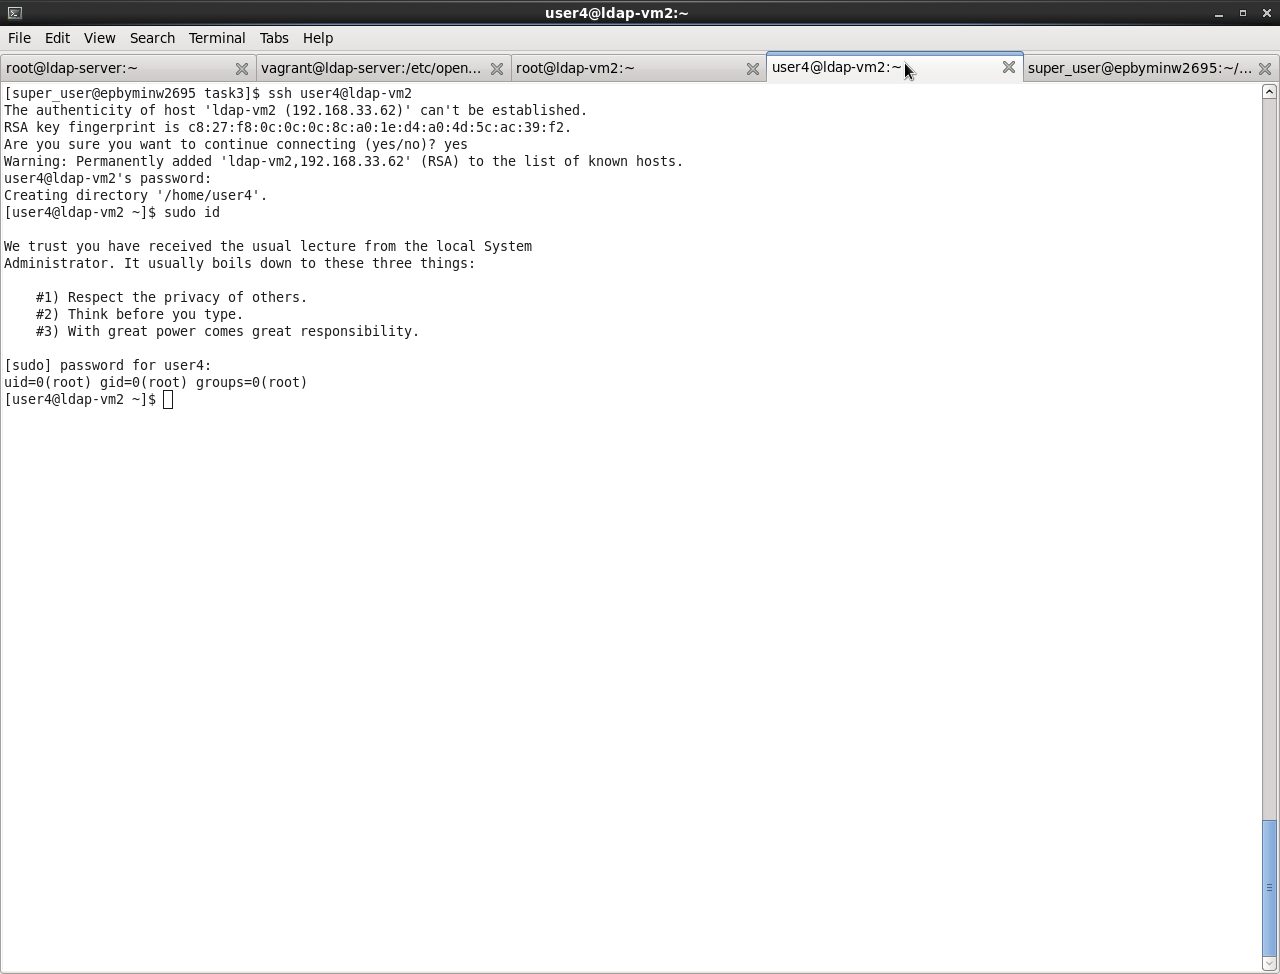 user4@ldap-vm2:~
File Edit View Search Terminal Tabs Help
root@ldap-server:~ vagrant@ldap-server:/etc/open... root@ldap-vm2:~ user4@ldap-vm2:~ super_user@epbyminw2695:~/...
[super_user@epbyminw2695 task3]$ ssh user4@ldap-vm2
The authenticity of host 'ldap-vm2 (192.168.33.62)' can't be established.
RSA key fingerprint is c8:27:f8:0c:0c:0c:8c:a0:1e:d4:a0:4d:5c:ac:39:f2.
Are you sure you want to continue connecting (yes/no)? yes
Warning: Permanently added 'ldap-vm2,192.168.33.62' (RSA) to the list of known hosts.
user4@ldap-vm2's password:
Creating directory '/home/user4'.
[user4@ldap-vm2 ~]$ sudo id
We trust you have received the usual lecture from the local System
Administrator. It usually boils down to these three things:
#1) Respect the privacy of others.
#2) Think before you type.
#3) With great power comes great responsibility.
[sudo] password for user4:
uid=0(root) gid=0(root) groups=0(root)
[user4@ldap-vm2 ~]$